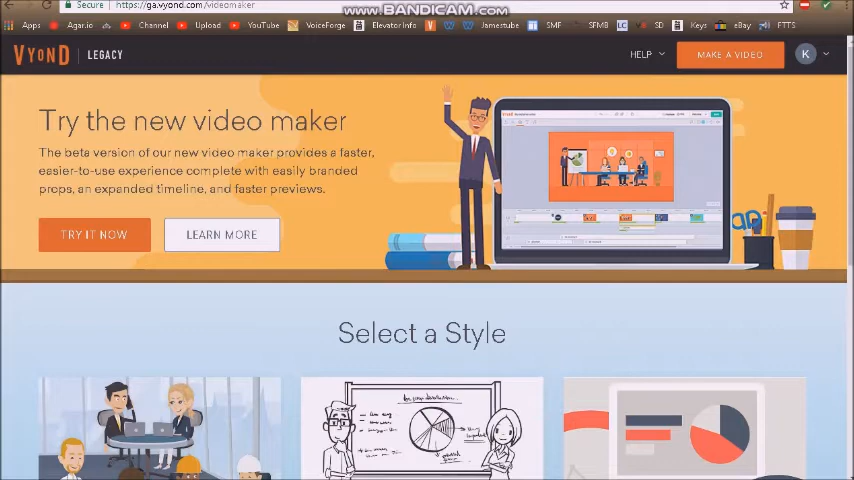 www.BANDICAM.com
Secure https://ga.vyond.com/videomaker
Apps Agar.io Channel Upload YouTube VoiceForge Elevator Info Jamestube SMF SFMB LC SD Keys eBay FTTS
VYOND LEGACY HELP MAKE A VIDEO K
Try the new video maker
The beta version of our new video maker provides a faster,
easier-to-use experience complete with easily branded
props, an expanded timeline, and faster previews.
TRY IT NOW LEARN MORE
Select a Style